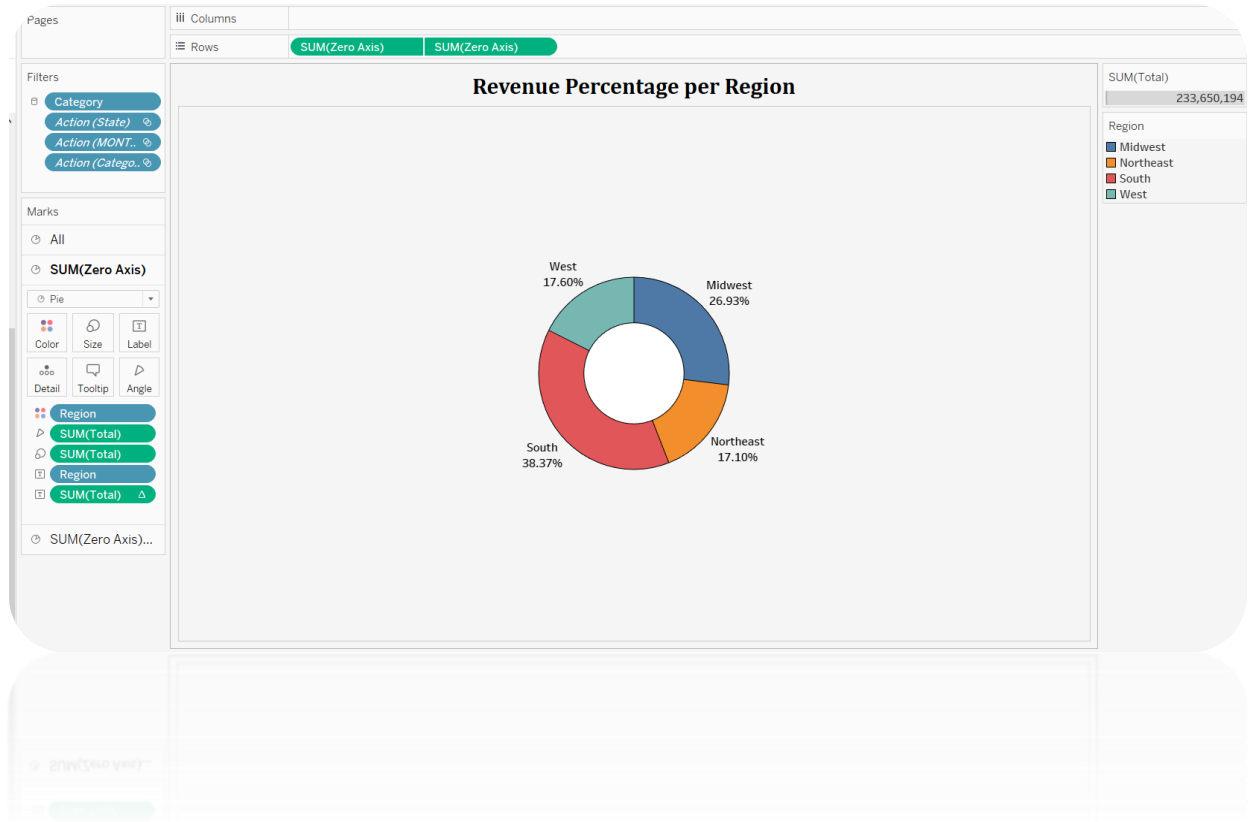 Pages
Columns
Rows
SUM(Zero Axis)
SUM(Zero Axis)
Filters
Category
Action (State)
Action (MONT..
Action (Catego..
Marks
All
SUM(Zero Axis)
Pie
Color
Size
Label
Detail
Tooltip
Angle
Region
SUM(Total)
SUM(Total)
Region
SUM(Total)
SUM(Zero Axis)...
Revenue Percentage per Region
West
17.60%
Midwest
26.93%
Northeast
17.10%
South
38.37%
SUM(Total)
233,650,194
Region
Midwest
Northeast
South
West
SUM(Zero Axis)...